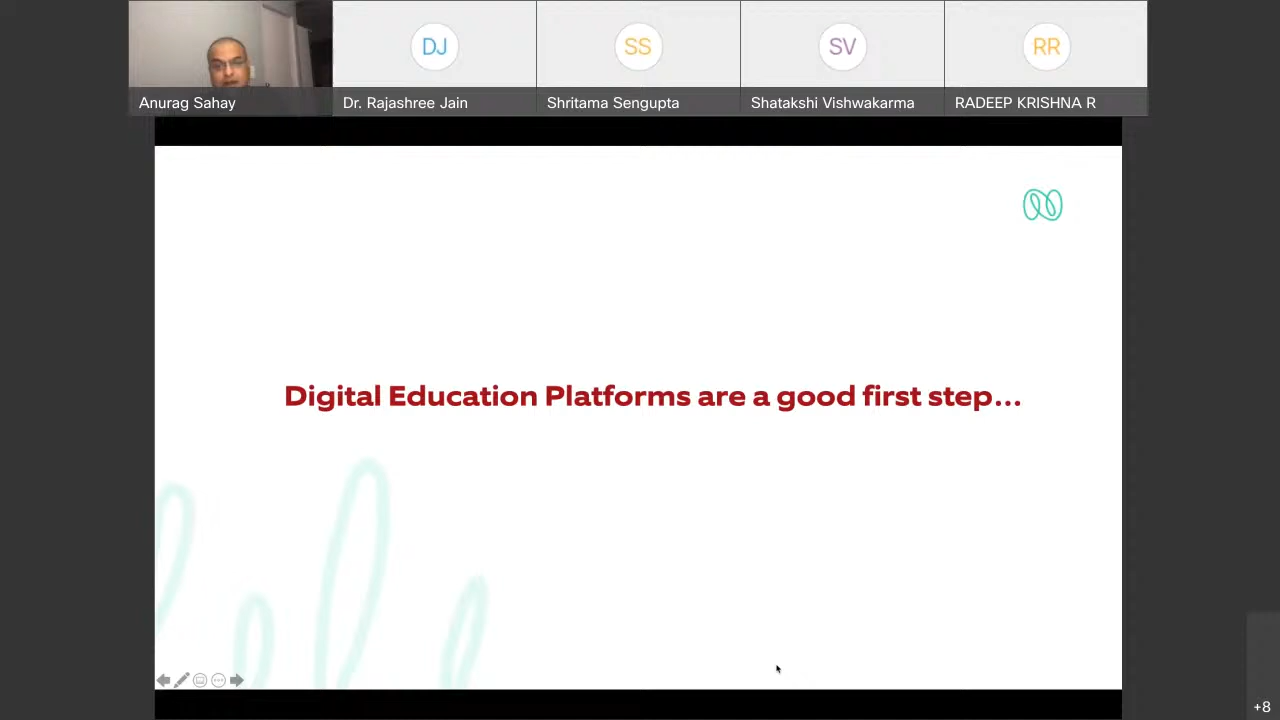 DJ
SS
SV
RR
Anurag Sahay
Dr. Rajashree Jain
Shritama Sengupta
Shatakshi Vishwakarma
RADEEP KRISHNA R
Digital Education Platforms are a good first step...
+8